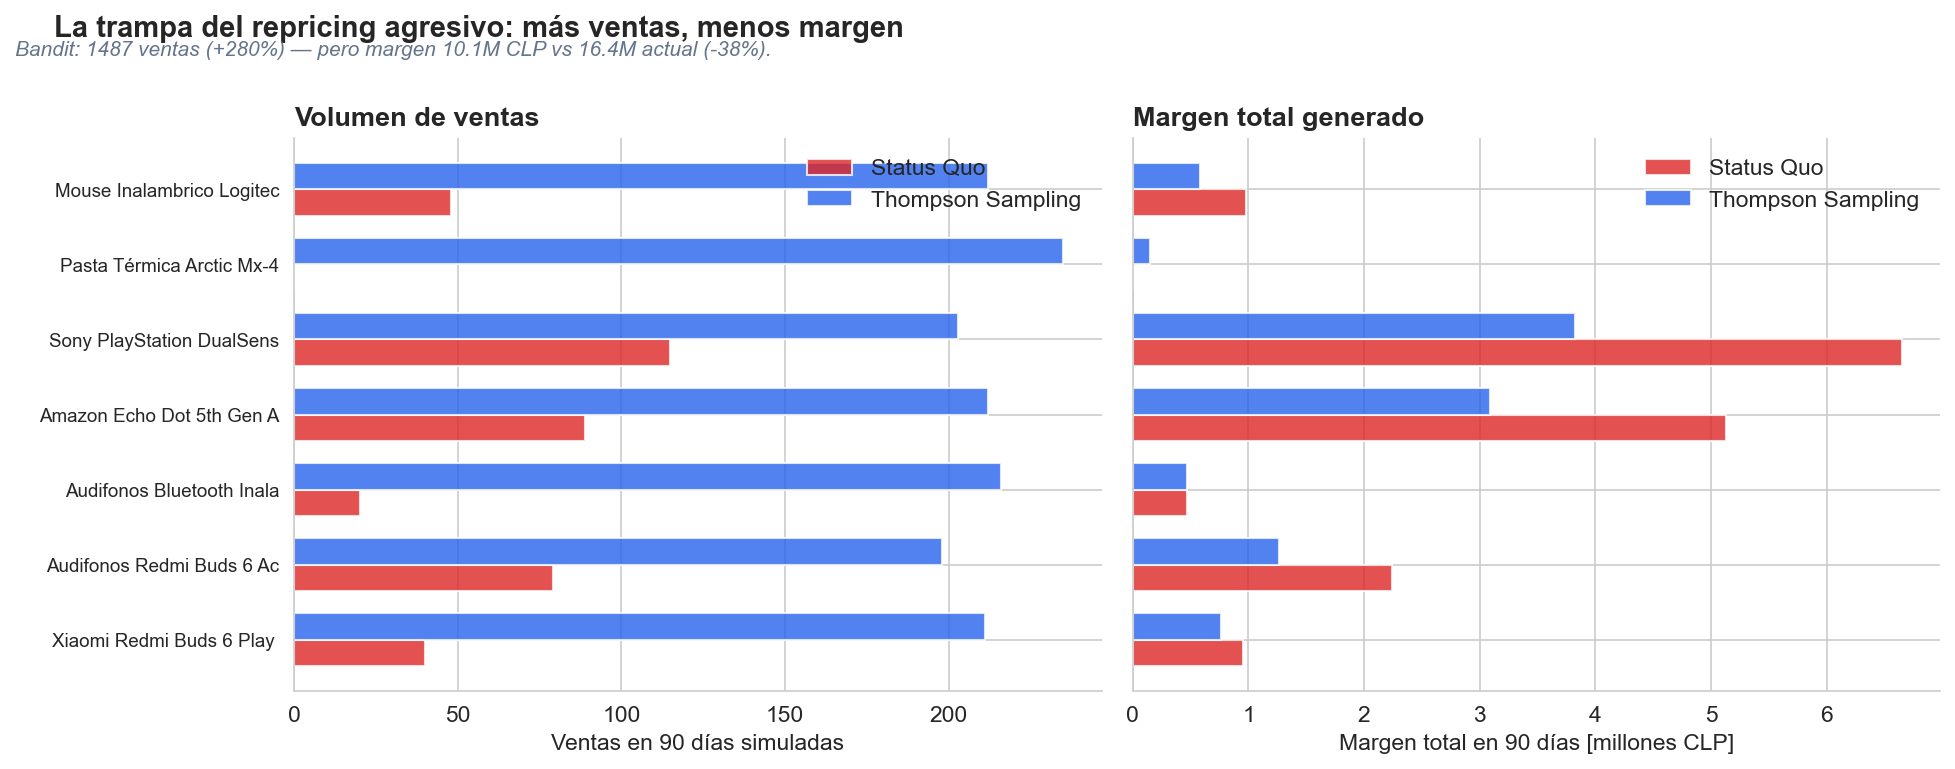 La trampa del repricing agresivo: más ventas, menos margen
Bandit: 1487 ventas (+280%) — pero margen 10.1M CLP vs 16.4M actual (-38%).
Volumen de ventas
Status Quo
Thompson Sampling
Mouse Inalambrico Logitec
Pasta Térmica Arctic Mx-4
Sony PlayStation DualSens
Amazon Echo Dot 5th Gen A
Audifonos Bluetooth Inala
Audifonos Redmi Buds 6 Ac
Xiaomi Redmi Buds 6 Play
0 50 100 150 200
Ventas en 90 días simuladas
Margen total generado
Status Quo
Thompson Sampling
0 1 2 3 4 5 6
Margen total en 90 días [millones CLP]